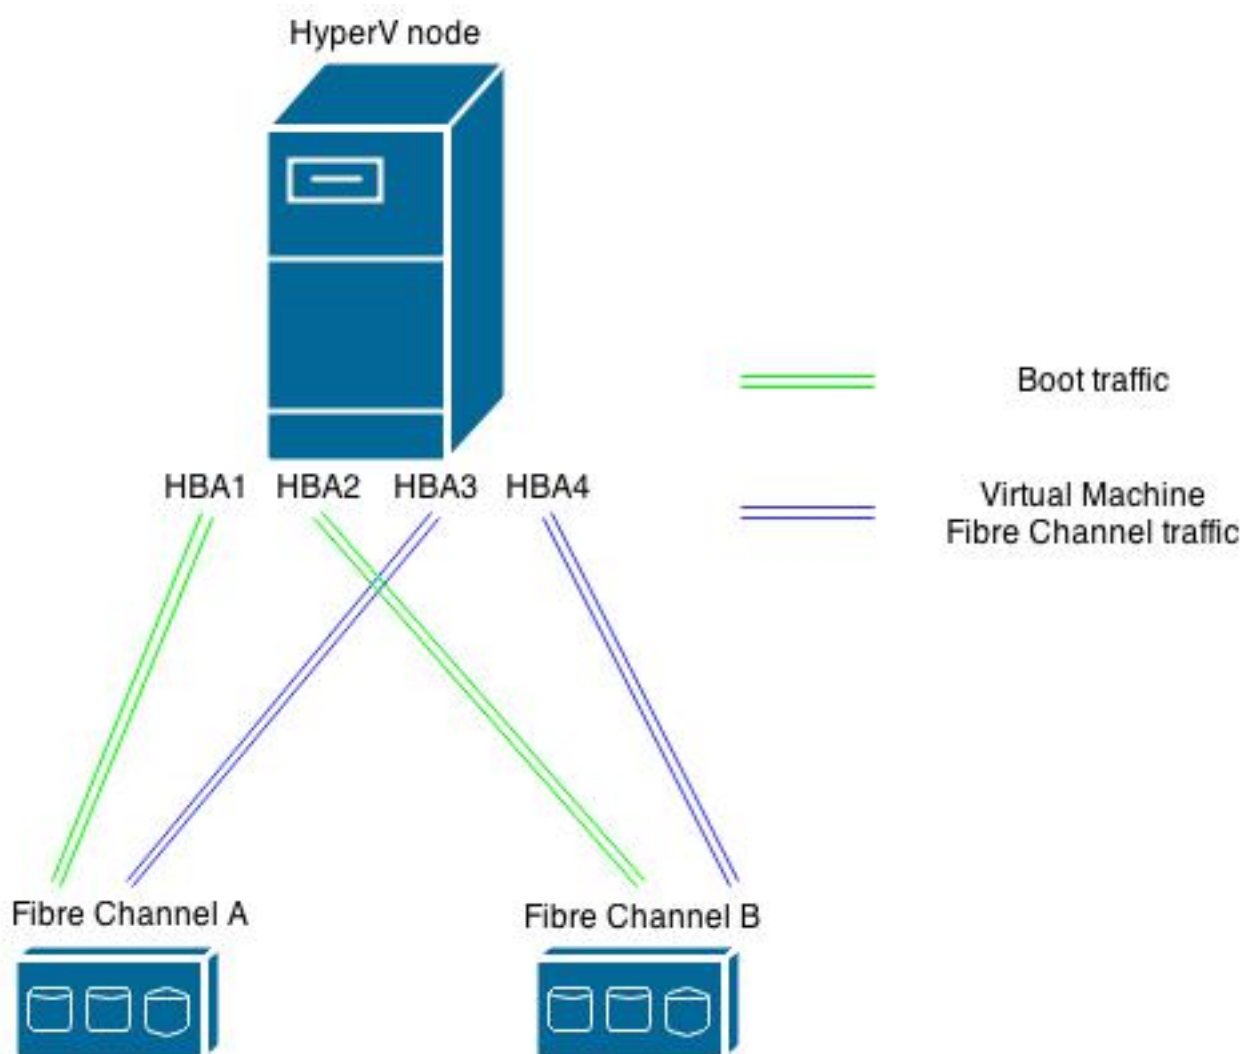 HyperV node
Boot traffic
HBA1 HBA2 HBA3 HBA4
Virtual Machine
Fibre Channel traffic
Fibre Channel A
Fibre Channel B